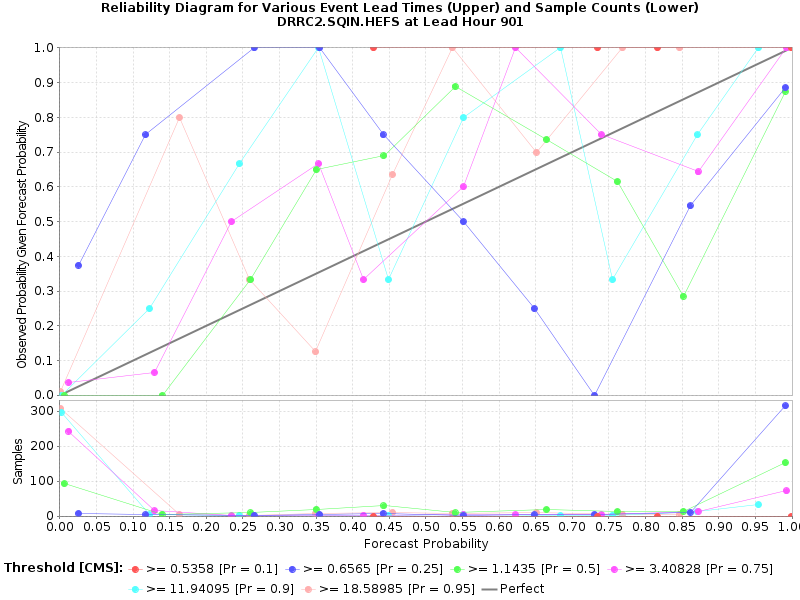 Reliability Diagram for Various Event Lead Times (Upper) and Sample Counts (Lower)
DRRC2.SQIN.HEFS at Lead Hour 901
Observed Probability Given Forecast Probability
1.0
0.9
0.8
0.7
0.6
0.5
0.4
0.3
0.2
0.1
0.0
Samples
300
200
100
0
0.00 0.05 0.10 0.15 0.20 0.25 0.30 0.35 0.40 0.45 0.50 0.55 0.60 0.65 0.70 0.75 0.80 0.85 0.90 0.95 1.0
Forecast Probability
Threshold [CMS]: >= 0.5358 [Pr = 0.1] >= 0.6565 [Pr = 0.25] >= 1.1435 [Pr = 0.5] >= 3.40828 [Pr = 0.75]
>= 11.94095 [Pr = 0.9] >= 18.58985 [Pr = 0.95] Perfect